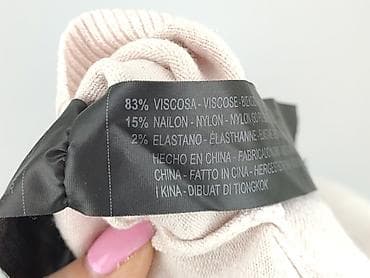 83% VISCOSA - VISCOSE -
15% NAILON - NYLON - NYLON
2% ELASTANO - ÉLASTHANNE -
HECHO EN CHINA - FABRICADO
CHINA - FATTO IN CINA -
I KINA - DIBUAT DI TIONGKOK